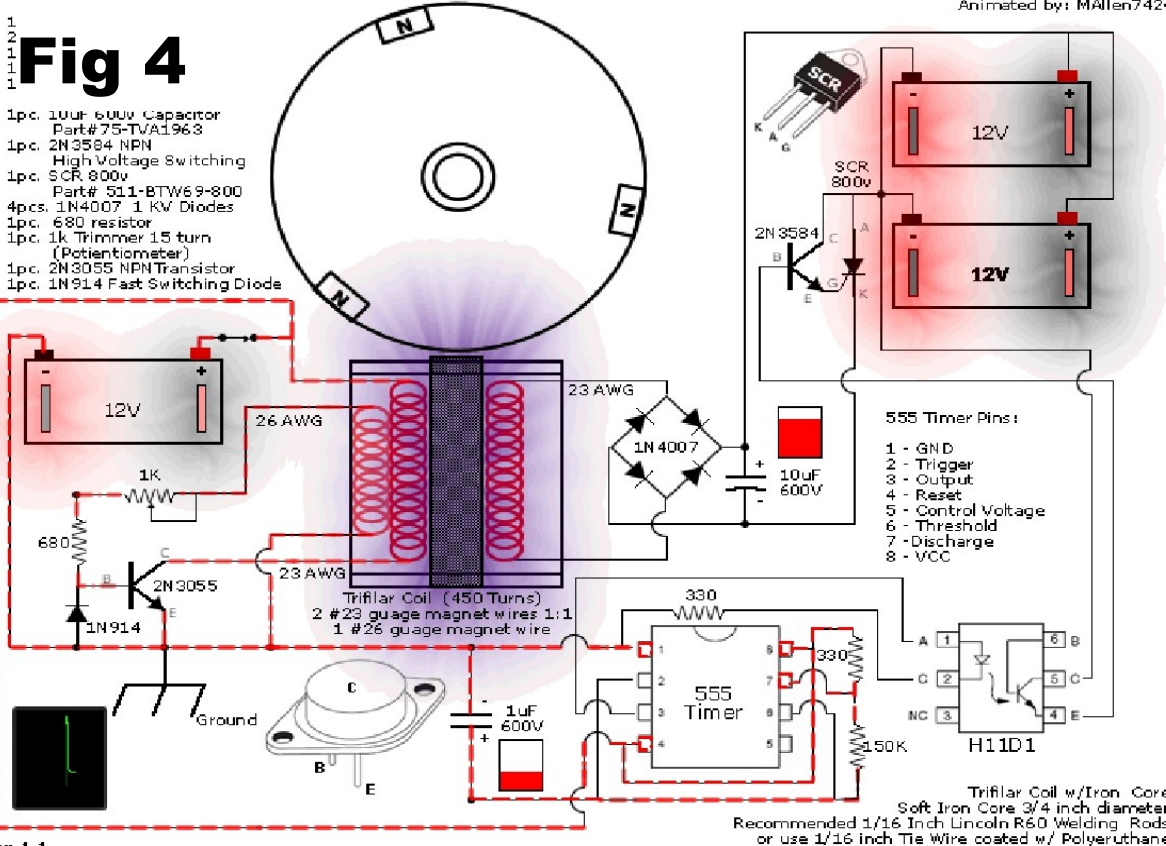 Animated by: MAllen742
1
2
1
1
1
Fig 4
1pc. 10uF 600V Capacitor
Part#75-TVA1963
1pc. 2N3584 NPN
High Voltage Switching
1pc. SCR 800v
Part# 511-BTW69-800
4pcs. 1N4007 1 KV Diodes
1pc. 680 resistor
1pc. 1k Trimmer 15 turn
(Potientiometer)
1pc. 2N3055 NPN Transistor
1pc. 1N914 Fast Switching Diode
N
N
N
SCR
K
A
G
- +
12V
SCR
800v
2N3584
B
C
E
G
A
K
- +
12V
- +
12V
26 AWG
23 AWG
1N4007
+
-
10uF
600V
555 Timer Pins:
1 - GND
2 - Trigger
3 - Output
4 - Reset
5 - Control Voltage
6 - Threshold
7 -Discharge
8 - VCC
1K
680
C
B
E
2N3055
1N914
23 AWG
Trifilar Coil (450 Turns)
2 #23 guage magnet wires 1:1
1 #26 guage magnet wire
Ground
C
B
E
-
+
1uF
600V
330
1
2
3
4
8
7
6
5
555
Timer
330
150K
A 1
C 2
NC 3
6 B
5 C
4 E
H11D1
Trifilar Coil w/Iron Core
Soft Iron Core 3/4 inch diameter
Recommended 1/16 Inch Lincoln R60 Welding Rods
or use 1/16 inch Tie Wire coated w/ Polyeruthane